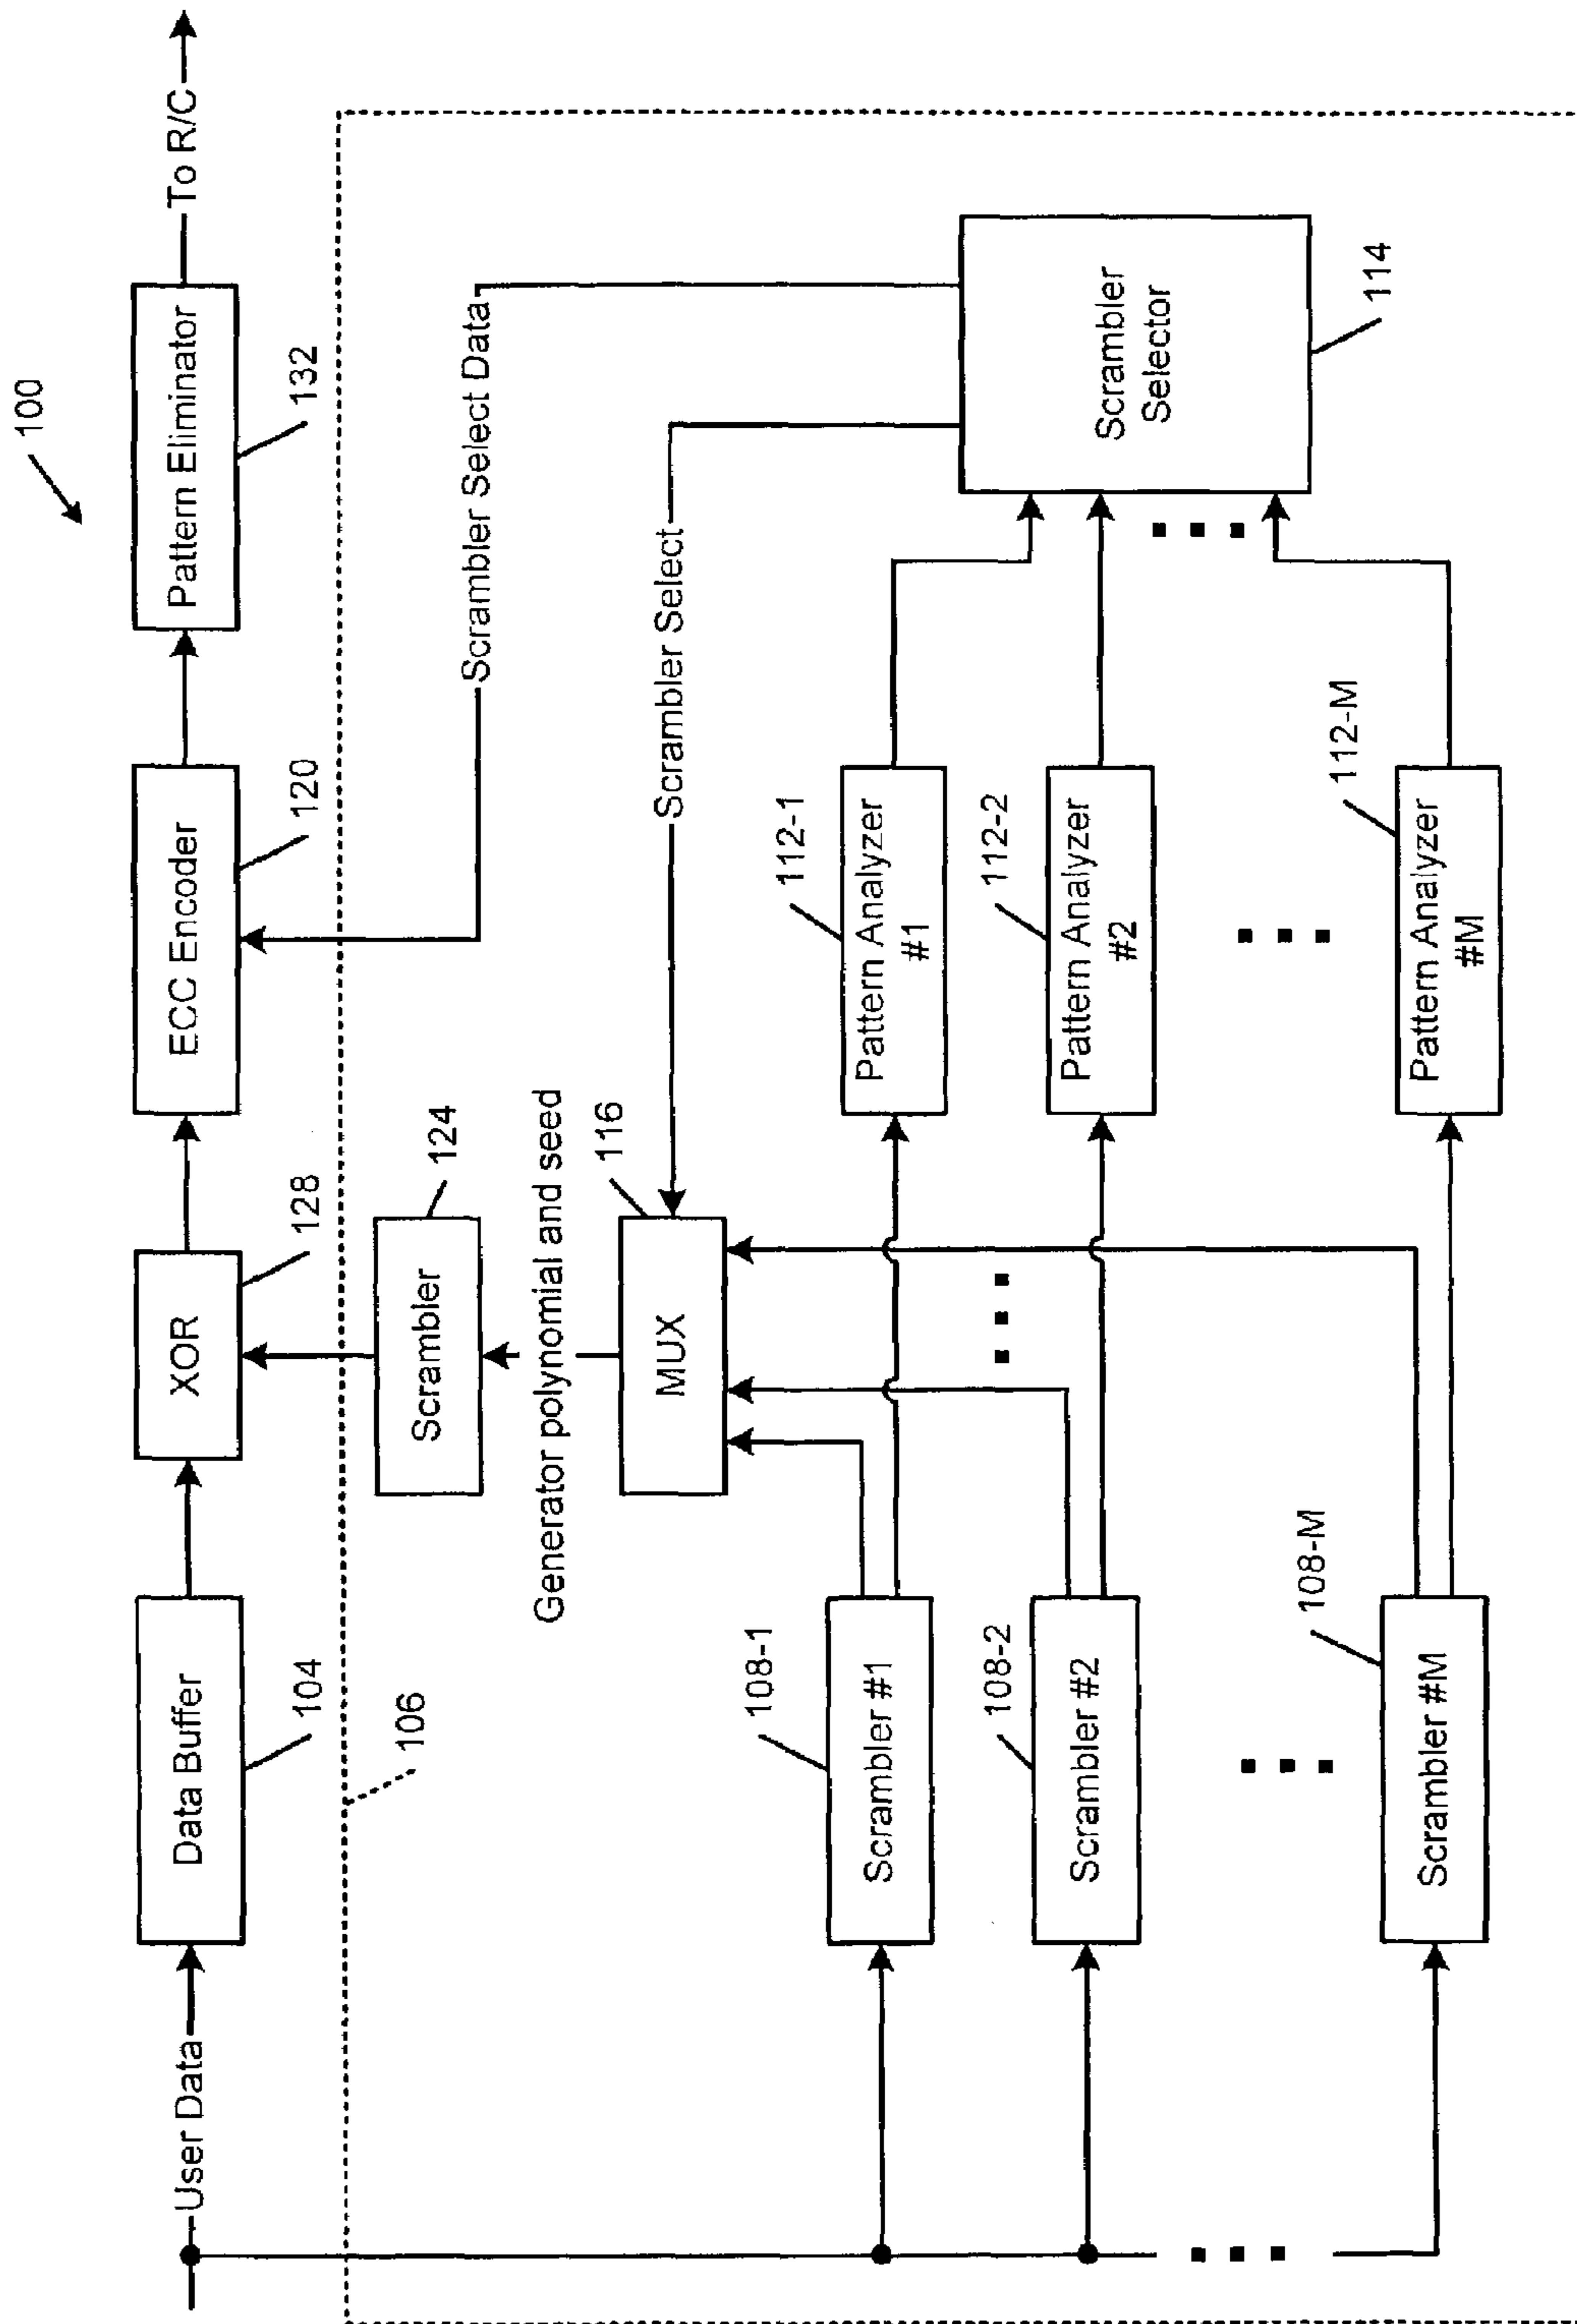 100
User Data
Data Buffer
104
XOR
128
ECC Encoder
120
Pattern Eliminator
132
To R/C
106
Scrambler
124
Scrambler Select Data
Generator polynomial and seed
MUX
116
Scrambler Select
Scrambler
Selector
114
Scrambler #1
108-1
Pattern Analyzer
#1
112-1
Scrambler #2
108-2
Pattern Analyzer
#2
112-2
Scrambler #M
108-M
Pattern Analyzer
#M
112-M